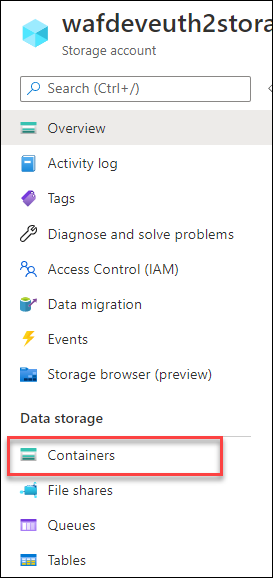 wafdeveuth2stora
Storage account
Search (Ctrl+/)
Overview
Activity log
Tags
Diagnose and solve problems
Access Control (IAM)
Data migration
Events
Storage browser (preview)
Data storage
Containers
File shares
Queues
Tables